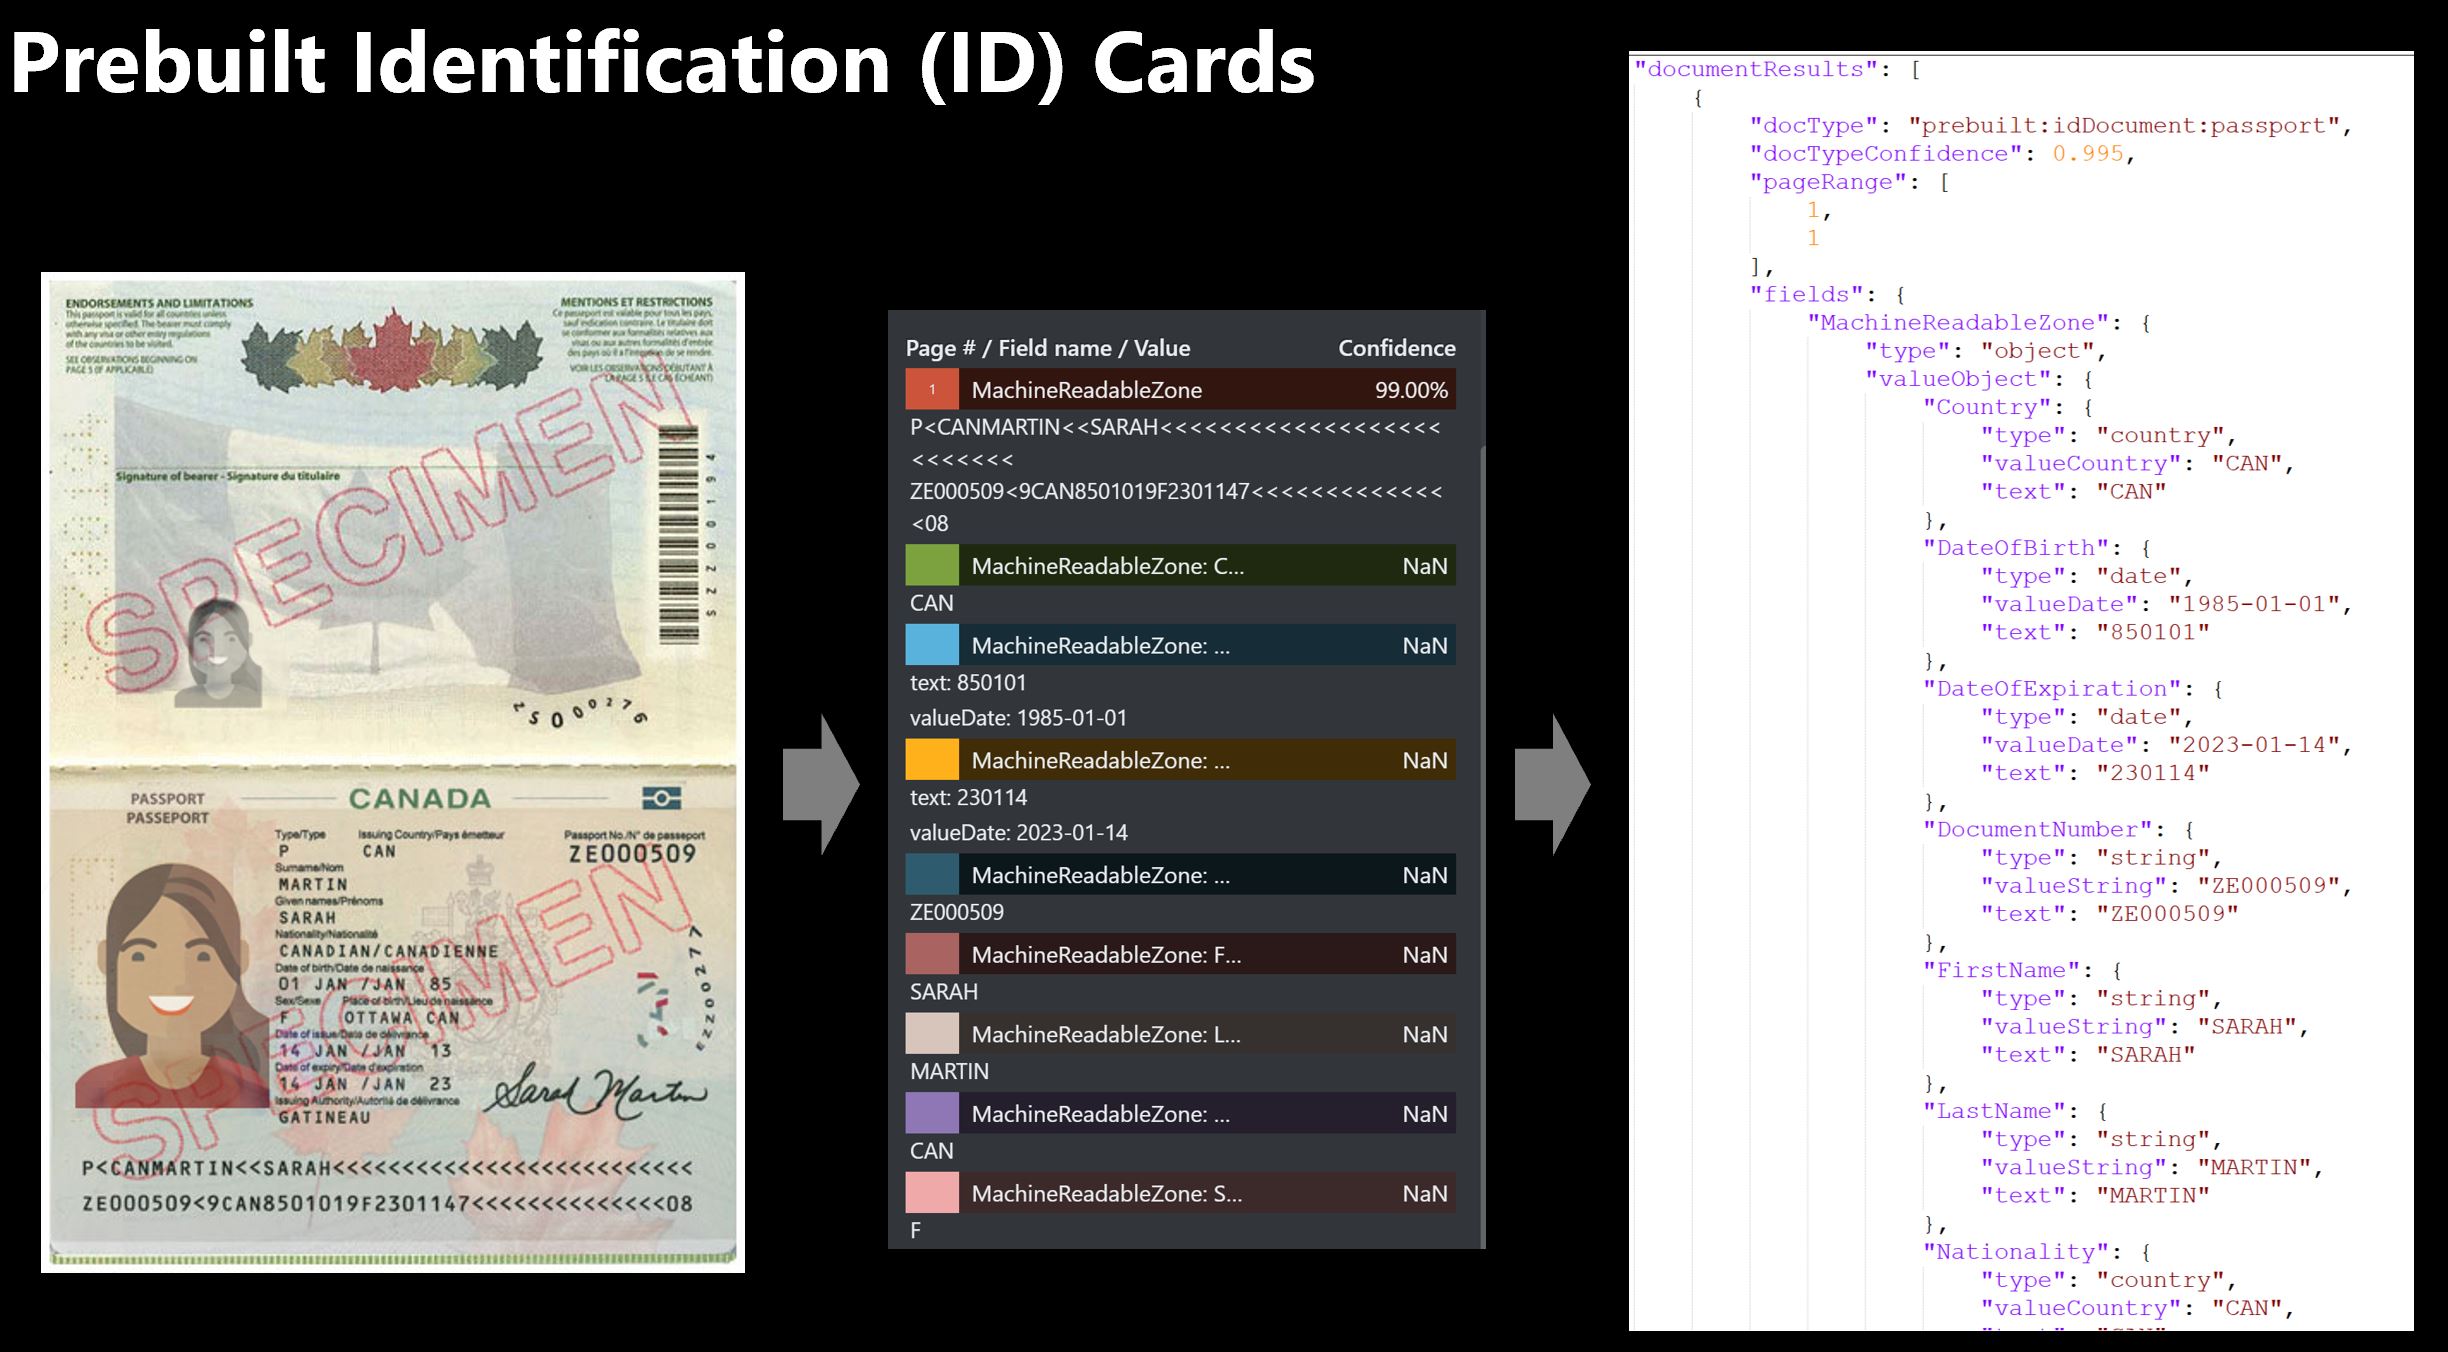 Prebuilt Identification (ID) Cards
ENDORSEMENTS AND LIMITATIONS
This passport is valid for all countries unless
otherwise specified. The bearer must comply
with any visa or other entry regulations
of the countries to be visited.
SEE OBSERVATIONS BEGINNING ON
PAGE 5 (IF APPLICABLE)
MENTIONS ET RESTRICTIONS
Ce passeport est valable pour tous les pays,
sauf indication contraire. Le titulaire doit
se conformer aux formalités relatives aux
visas ou aux autres formalités d'entrée
des pays où il a l'intention de se rendre.
VOIR LES OBSERVATIONS DÉBUTANT À
LA PAGE 5 (LE CAS ÉCHÉANT)
Signature of bearer - Signature du titulaire
SPECIMEN
PASSPORT
PASSEPORT
CANADA
Type/Type Issuing Country/Pays émetteur Passport No./N° de passeport
P CAN ZE000509
Surname/Nom
MARTIN
Given names/Prénoms
SARAH
Nationality/Nationalité
CANADIAN/CANADIENNE
Date of birth/Date de naissance
01 JAN /JAN 85
Sex/Sexe Place of birth/Lieu de naissance
F OTTAWA CAN
Date of issue/Date de délivrance
14 JAN /JAN 13
Date of expiry/Date d'expiration
14 JAN /JAN 23
Issuing Authority/Autorité de délivrance
GATINEAU
Sarah Martin
SPECIMEN
P<CANMARTIN<<SARAH<<<<<<<<<<<<<<<<<<<<<<<<<<
ZE000509<9CAN8501019F2301147<<<<<<<<<<<<<<08
Page # / Field name / Value Confidence
1 MachineReadableZone 99.00%
P<CANMARTIN<<SARAH<<<<<<<<<<<<<<<<<<<
<<<<<<<
ZE000509<9CAN8501019F2301147<<<<<<<<<<<<<
<08
MachineReadableZone: C... NaN
CAN
MachineReadableZone: ... NaN
text: 850101
valueDate: 1985-01-01
MachineReadableZone: ... NaN
text: 230114
valueDate: 2023-01-14
MachineReadableZone: ... NaN
ZE000509
MachineReadableZone: F... NaN
SARAH
MachineReadableZone: L... NaN
MARTIN
MachineReadableZone: ... NaN
CAN
MachineReadableZone: S... NaN
F
"documentResults": [
{
"docType": "prebuilt:idDocument:passport",
"docTypeConfidence": 0.995,
"pageRange": [
1,
1
],
"fields": {
"MachineReadableZone": {
"type": "object",
"valueObject": {
"Country": {
"type": "country",
"valueCountry": "CAN",
"text": "CAN"
},
"DateOfBirth": {
"type": "date",
"valueDate": "1985-01-01",
"text": "850101"
},
"DateOfExpiration": {
"type": "date",
"valueDate": "2023-01-14",
"text": "230114"
},
"DocumentNumber": {
"type": "string",
"valueString": "ZE000509",
"text": "ZE000509"
},
"FirstName": {
"type": "string",
"valueString": "SARAH",
"text": "SARAH"
},
"LastName": {
"type": "string",
"valueString": "MARTIN",
"text": "MARTIN"
},
"Nationality": {
"type": "country",
"valueCountry": "CAN",